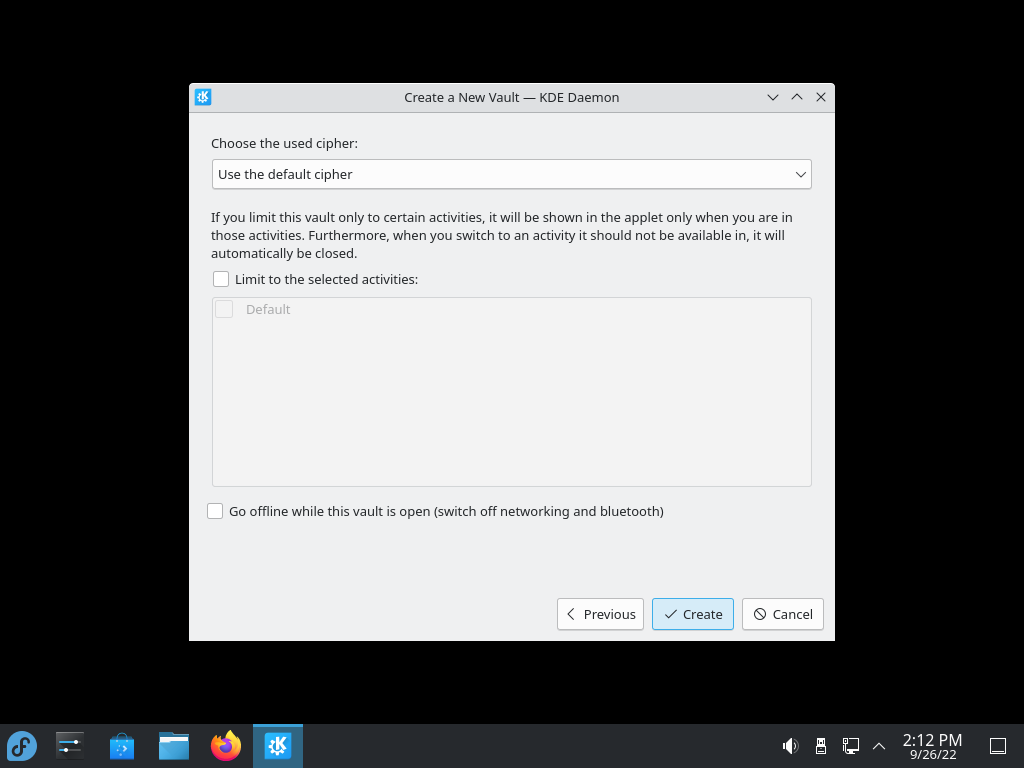 Create a New Vault — KDE Daemon
Choose the used cipher:
Use the default cipher
If you limit this vault only to certain activities, it will be shown in the applet only when you are in
those activities. Furthermore, when you switch to an activity it should not be available in, it will
automatically be closed.
Limit to the selected activities:
Default
Go offline while this vault is open (switch off networking and bluetooth)
Previous
Create
Cancel
2:12 PM
9/26/22